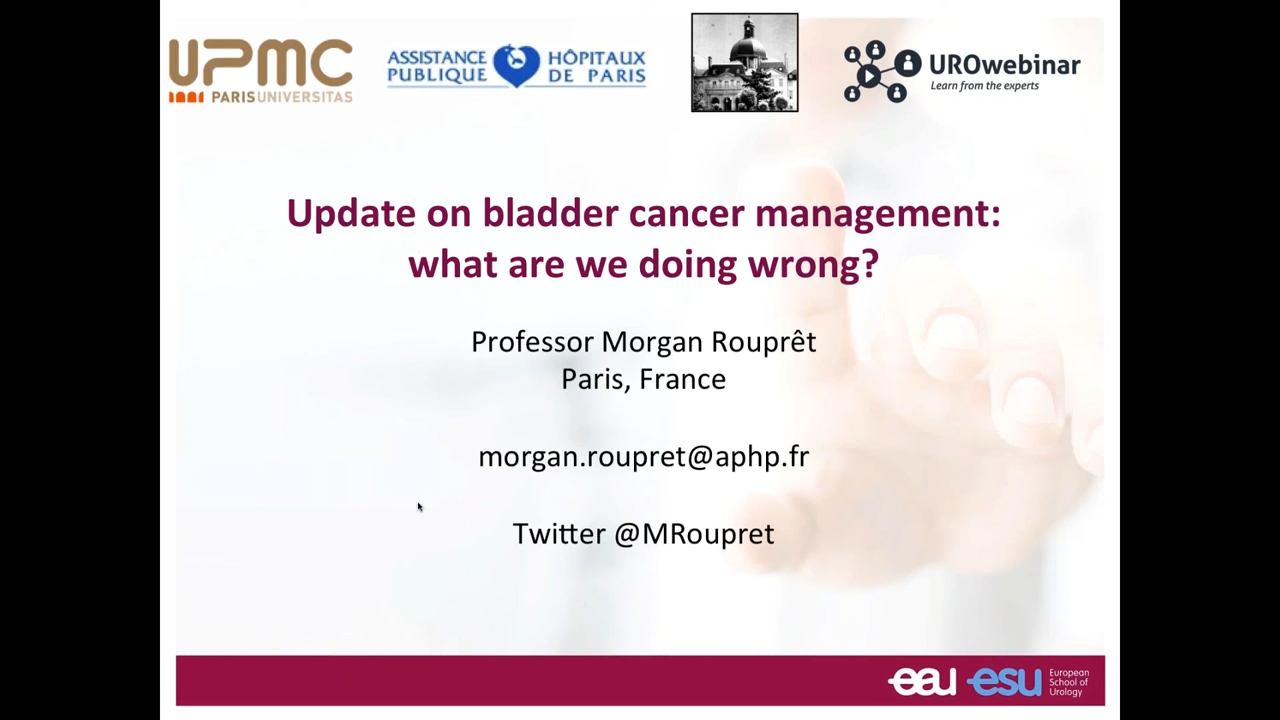 UPMC
PARISUNIVERSITAS
ASSISTANCE HÔPITAUX
PUBLIQUE DE PARIS
UROwebinar
Learn from the experts
Update on bladder cancer management:
what are we doing wrong?
Professor Morgan Rouprêt
Paris, France
morgan.roupret@aphp.fr
Twitter @MRoupret
eau esu European
School of
Urology